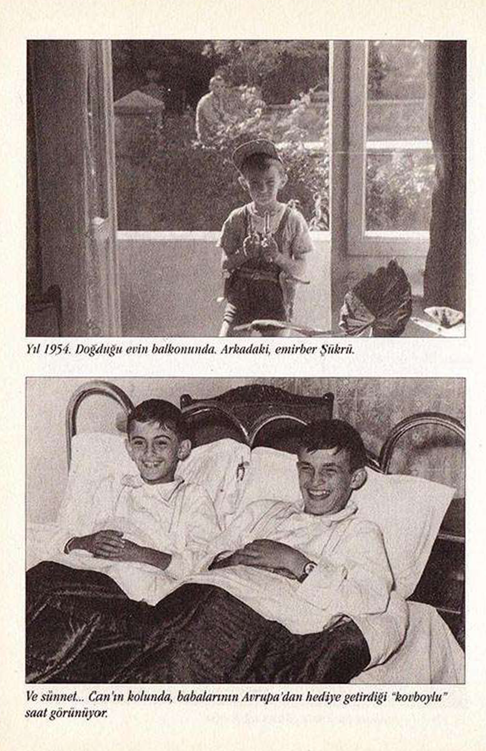 Yıl 1954. Doğduğu evin balkonunda. Arkadaki, emirber Şükrü.
Ve sünnet... Can'ın kolunda, babalarının Avrupa'dan hediye getirdiği "kovboylu"
saat görünüyor.